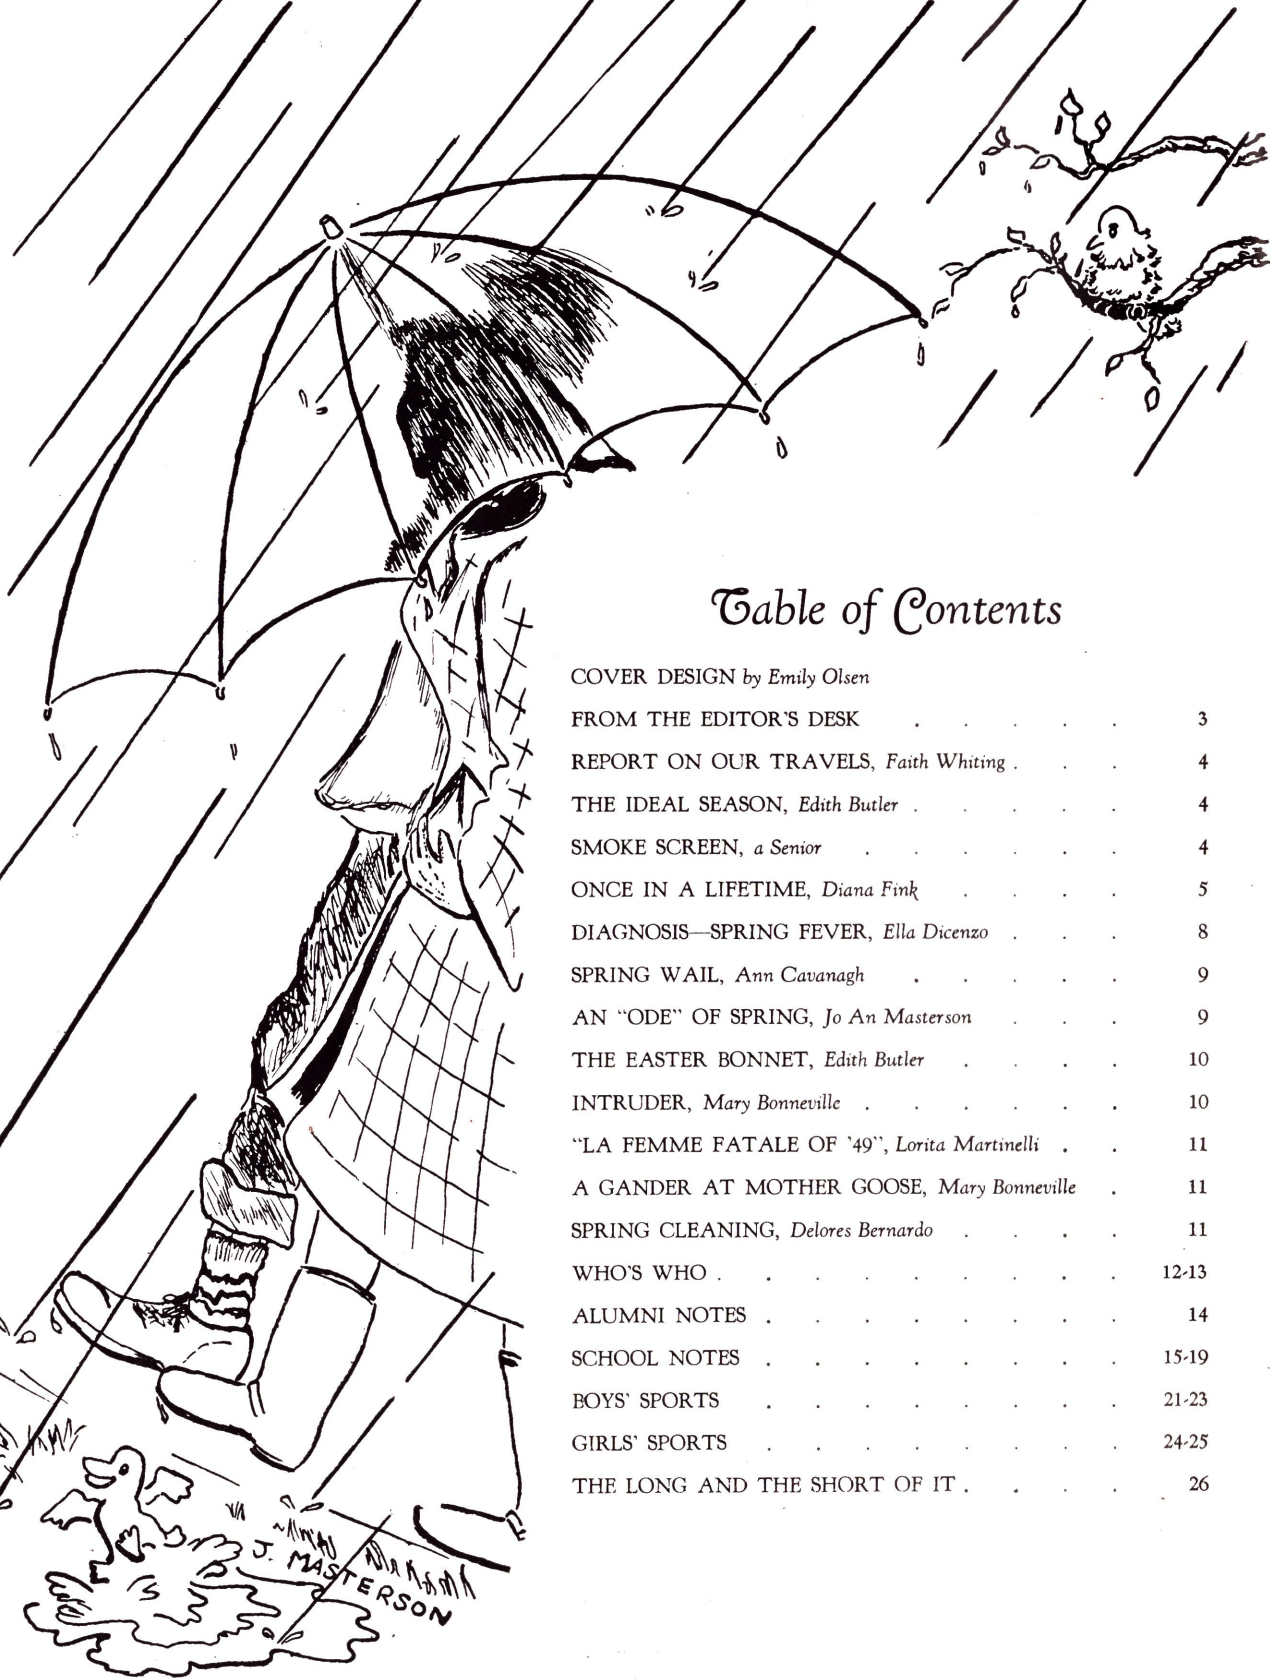 Table of Contents
COVER DESIGN by Emily Olsen
FROM THE EDITOR'S DESK . . . . . 3
REPORT ON OUR TRAVELS, Faith Whiting . . . 4
THE IDEAL SEASON, Edith Butler . . . . . 4
SMOKE SCREEN, a Senior . . . . . . 4
ONCE IN A LIFETIME, Diana Fink . . . . 5
DIAGNOSIS—SPRING FEVER, Ella Dicenzo . . . 8
SPRING WAIL, Ann Cavanagh . . . . . 9
AN "ODE" OF SPRING, Jo An Masterson . . . 9
THE EASTER BONNET, Edith Butler . . . . 10
INTRUDER, Mary Bonneville . . . . . . 10
"LA FEMME FATALE OF '49", Lorita Martinelli . . 11
A GANDER AT MOTHER GOOSE, Mary Bonneville . 11
SPRING CLEANING, Delores Bernardo . . . . 11
WHO'S WHO . . . . . . . . . 12-13
ALUMNI NOTES . . . . . . . . 14
SCHOOL NOTES . . . . . . . . 15-19
BOYS' SPORTS . . . . . . . . 21-23
GIRLS' SPORTS . . . . . . . . 24-25
THE LONG AND THE SHORT OF IT . . . . 26
J. MASTERSON